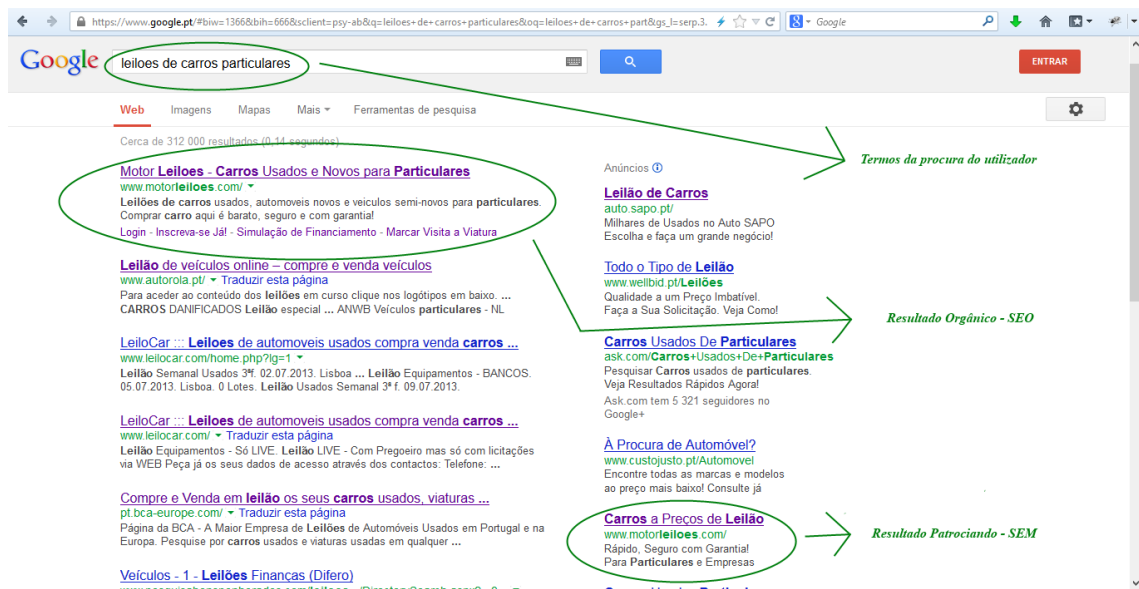 https://www.google.pt/#biw=1366&bih=666&sclient=psy-ab&q=leiloes+de+carros+particulares&oq=leiloes+de+carros+part&gs_l=serp.3.
Google
Google
leiloes de carros particulares
ENTRAR
Web Imagens Mapas Mais Ferramentas de pesquisa
Cerca de 312 000 resultados (0,14 segundos)
Motor Leiloes - Carros Usados e Novos para Particulares
www.motorleiloes.com/
Leilões de carros usados, automoveis novos e veiculos semi-novos para particulares.
Comprar carro aqui é barato, seguro e com garantia!
Login - Inscreva-se Já! - Simulação de Financiamento - Marcar Visita a Viatura
Leilão de veículos online – compre e venda veículos
www.autorola.pt/ Traduzir esta página
Para aceder ao conteúdo dos leilões em curso clique nos logótipos em baixo. ...
CARROS DANIFICADOS Leilão especial ... ANWB Veículos particulares - NL
LeiloCar ::: Leiloes de automoveis usados compra venda carros ...
www.leilocar.com/home.php?lg=1
Leilão Semanal Usados 3ªf. 02.07.2013. Lisboa ... Leilão Equipamentos - BANCOS.
05.07.2013. Lisboa. 0 Lotes. Leilão Usados Semanal 3ª f. 09.07.2013.
LeiloCar ::: Leiloes de automoveis usados compra venda carros ...
www.leilocar.com/ Traduzir esta página
Leilão Equipamentos - Só LIVE. Leilão LIVE - Com Pregoeiro mas só com licitações
via WEB Peça já os seus dados de acesso através dos contactos: Telefone: ...
Compre e Venda em leilão os seus carros usados, viaturas ...
pt.bca-europe.com/ Traduzir esta página
Página da BCA - A Maior Empresa de Leilões de Automóveis Usados em Portugal e na
Europa. Pesquise por carros usados e viaturas usadas em qualquer ...
Veículos - 1 - Leilões Finanças (Difero)
Anúncios
Leilão de Carros
auto.sapo.pt/
Milhares de Usados no Auto SAPO
Escolha e faça um grande negócio!
Todo o Tipo de Leilão
www.wellbid.pt/Leilões
Qualidade a um Preço Imbatível.
Faça a Sua Solicitação. Veja Como!
Carros Usados De Particulares
ask.com/Carros+Usados+De+Particulares
Pesquisar Carros usados de particulares.
Veja Resultados Rápidos Agora!
Ask.com tem 5 321 seguidores no
Google+
À Procura de Automóvel?
www.custojusto.pt/Automovel
Encontre todas as marcas e modelos
ao preço mais baixo! Consulte já
Carros a Preços de Leilão
www.motorleiloes.com/
Rápido, Seguro com Garantia!
Para Particulares e Empresas
Termos da procura do utilizador
Resultado Orgânico - SEO
Resultado Patrociando - SEM